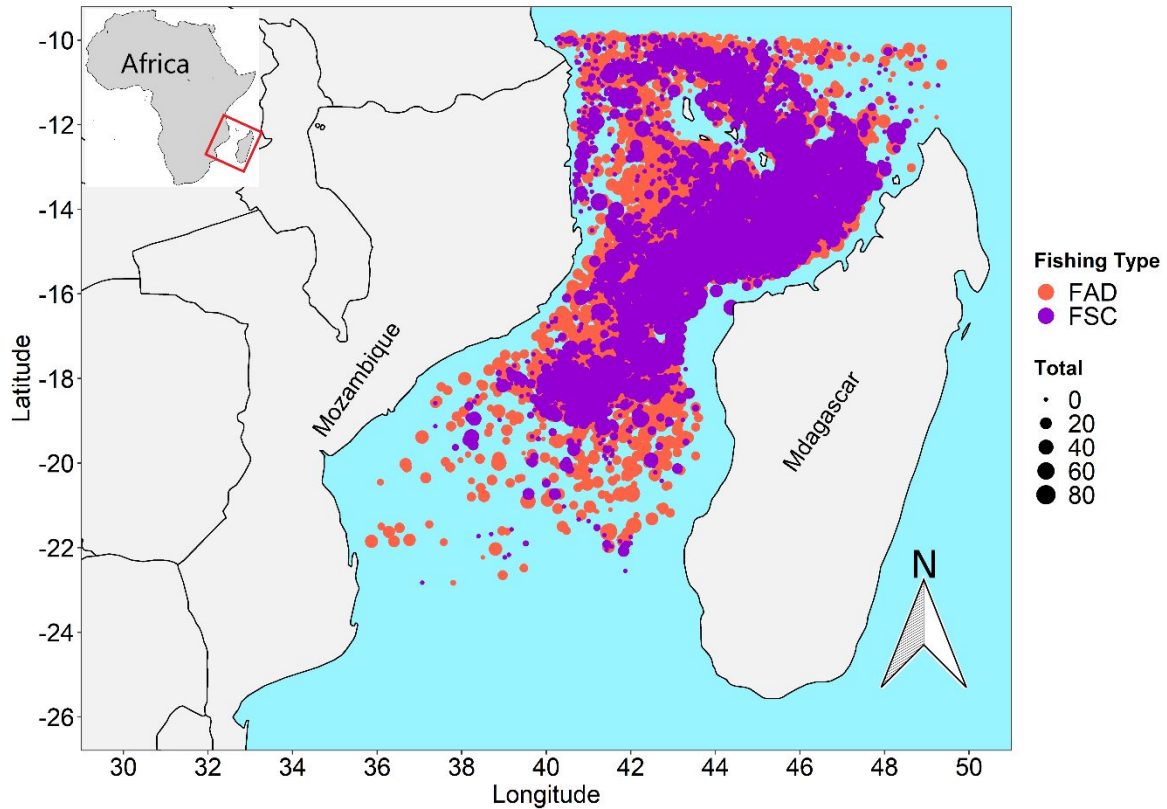 Africa
-10
-12
-14
-16
-18
-20
-22
-24
-26
Latitude
Mozambique
Mdagascar
N
30
32
34
36
38
40
42
44
46
48
50
Longitude
Fishing Type
FAD
FSC
Total
0
20
40
60
80